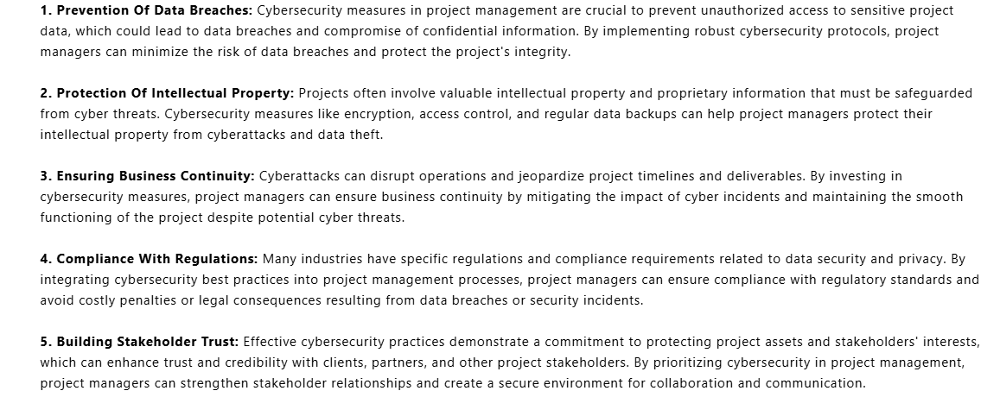 1. Prevention Of Data Breaches: Cybersecurity measures in project management are crucial to prevent unauthorized access to sensitive project
data, which could lead to data breaches and compromise of confidential information. By implementing robust cybersecurity protocols, project
managers can minimize the risk of data breaches and protect the project's integrity.
2. Protection Of Intellectual Property: Projects often involve valuable intellectual property and proprietary information that must be safeguarded
from cyber threats. Cybersecurity measures like encryption, access control, and regular data backups can help project managers protect their
intellectual property from cyberattacks and data theft.
3. Ensuring Business Continuity: Cyberattacks can disrupt operations and jeopardize project timelines and deliverables. By investing in
cybersecurity measures, project managers can ensure business continuity by mitigating the impact of cyber incidents and maintaining the smooth
functioning of the project despite potential cyber threats.
4. Compliance With Regulations: Many industries have specific regulations and compliance requirements related to data security and privacy. By
integrating cybersecurity best practices into project management processes, project managers can ensure compliance with regulatory standards and
avoid costly penalties or legal consequences resulting from data breaches or security incidents.
5. Building Stakeholder Trust: Effective cybersecurity practices demonstrate a commitment to protecting project assets and stakeholders' interests,
which can enhance trust and credibility with clients, partners, and other project stakeholders. By prioritizing cybersecurity in project management,
project managers can strengthen stakeholder relationships and create a secure environment for collaboration and communication.